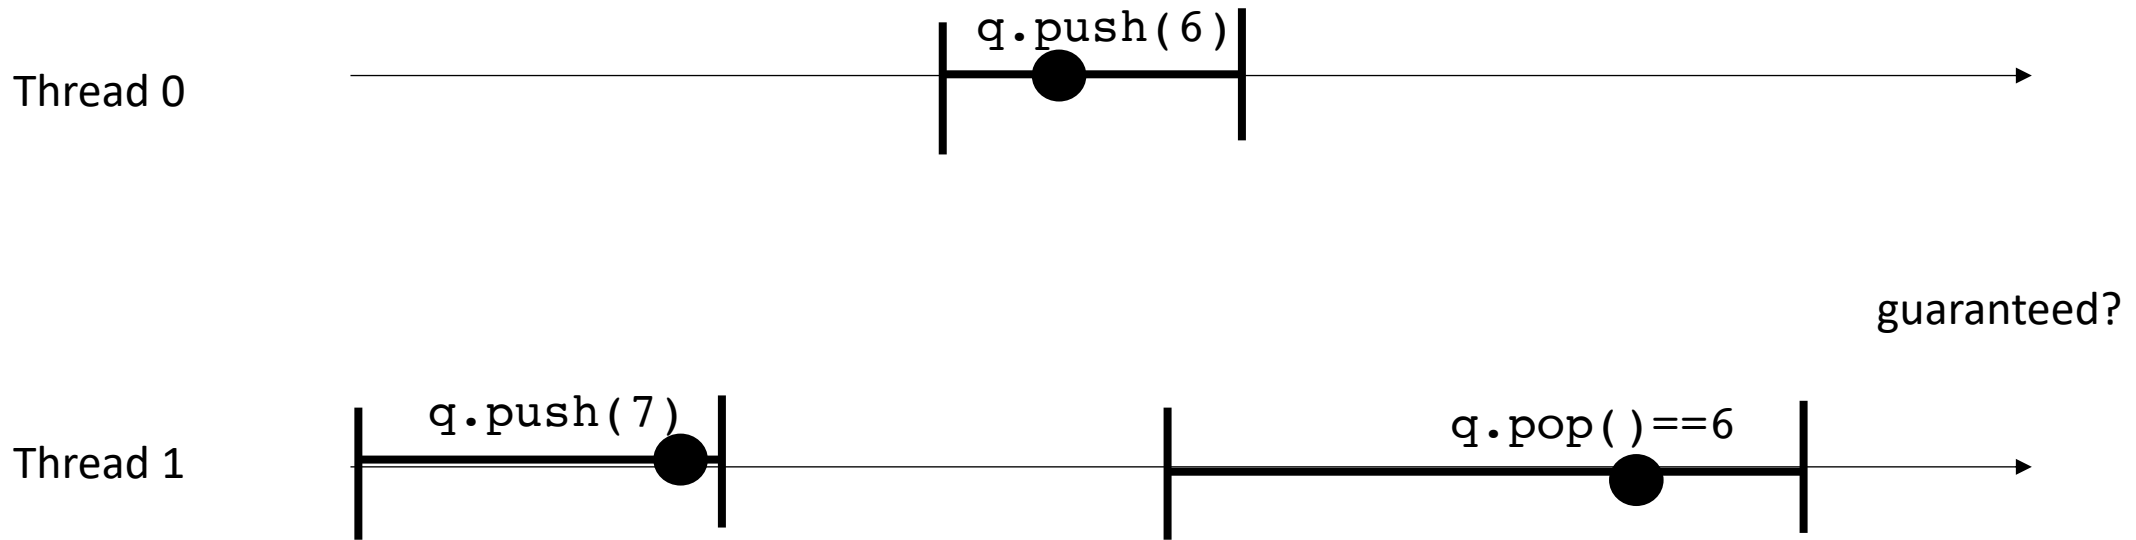 q.push(6)
Thread 0
guaranteed?
q.push(7)
q.pop()==6
Thread 1